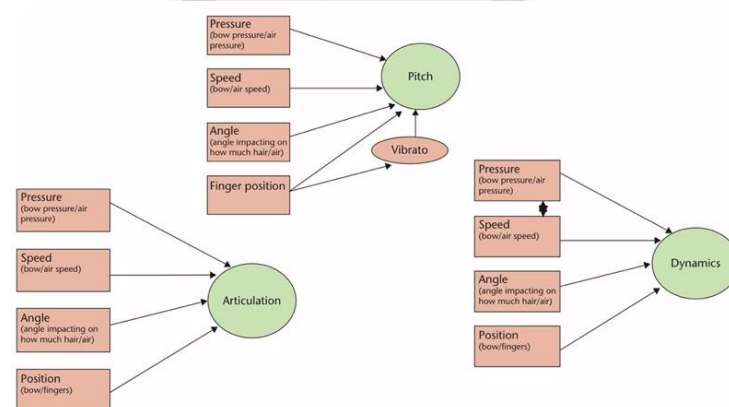 Pressure
(bow pressure/air
pressure)
Speed
(bow/air speed)
Angle
(angle impacting on
how much hair/air)
Finger position
Pitch
Vibrato
Pressure
(bow pressure/air
pressure)
Speed
(bow/air speed)
Angle
(angle impacting on
how much hair/air)
Position
(bow/fingers)
Articulation
Pressure
(bow pressure/air
pressure)
Speed
(bow/air speed)
Angle
(angle impacting on
how much hair/air)
Position
(bow/fingers)
Dynamics